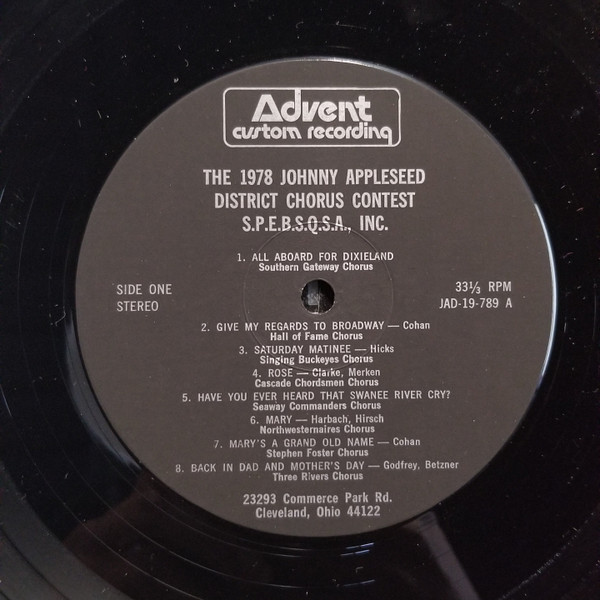 Advent
custom recording
THE 1978 JOHNNY APPLESEED
DISTRICT CHORUS CONTEST
S.P.E.B.S.Q.S.A., INC.
1. ALL ABOARD FOR DIXIELAND
Southern Gateway Chorus
SIDE ONE
STEREO
33⅓ RPM
JAD-19-789 A
2. GIVE MY REGARDS TO BROADWAY — Cohan
Hall of Fame Chorus
3. SATURDAY MATINEE — Hicks
Singing Buckeyes Chorus
4. ROSE — Clarke, Merken
Cascade Chordsmen Chorus
5. HAVE YOU EVER HEARD THAT SWANEE RIVER CRY?
Seaway Commanders Chorus
6. MARY — Harbach, Hirsch
Northwesternaires Chorus
7. MARY'S A GRAND OLD NAME — Cohan
Stephen Foster Chorus
8. BACK IN DAD AND MOTHER'S DAY — Godfrey, Betzner
Three Rivers Chorus
23293 Commerce Park Rd.
Cleveland, Ohio 44122